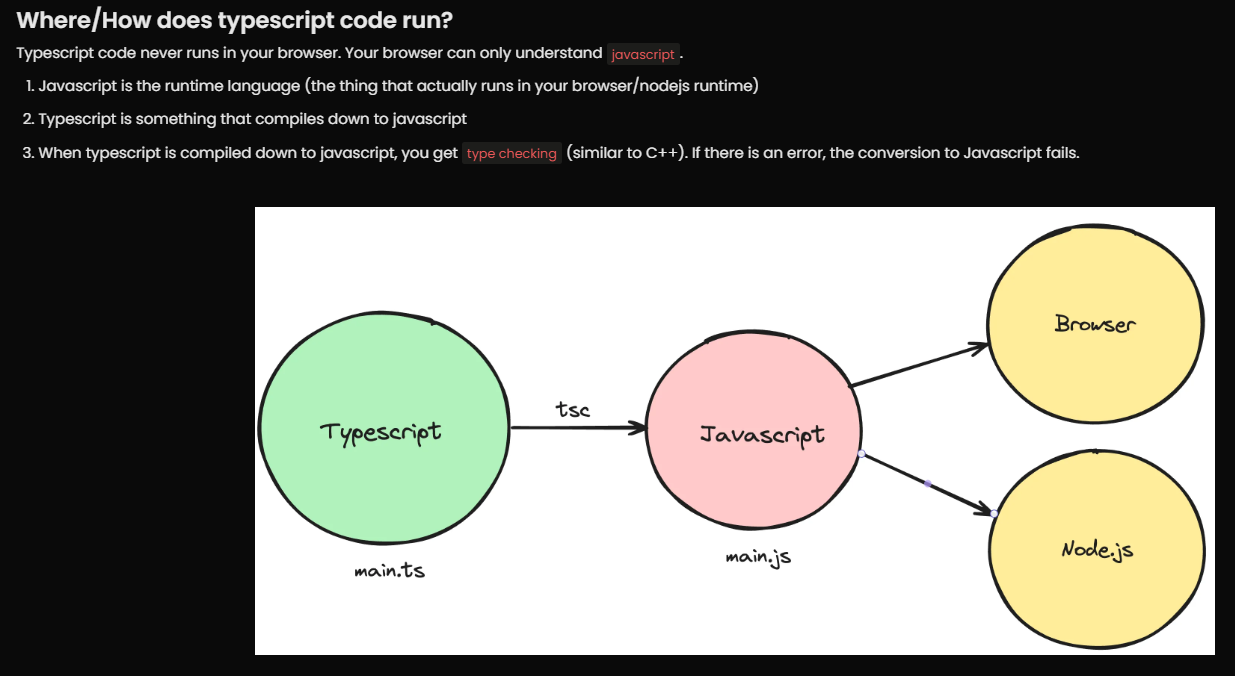 Where/How does typescript code run?
Typescript code never runs in your browser. Your browser can only understand javascript.
1. Javascript is the runtime language (the thing that actually runs in your browser/nodejs runtime)
2. Typescript is something that compiles down to javascript
3. When typescript is compiled down to javascript, you get type checking (similar to C++). If there is an error, the conversion to Javascript fails.
Typescript
tsc
Javascript
Browser
Node.js
main.ts
main.js